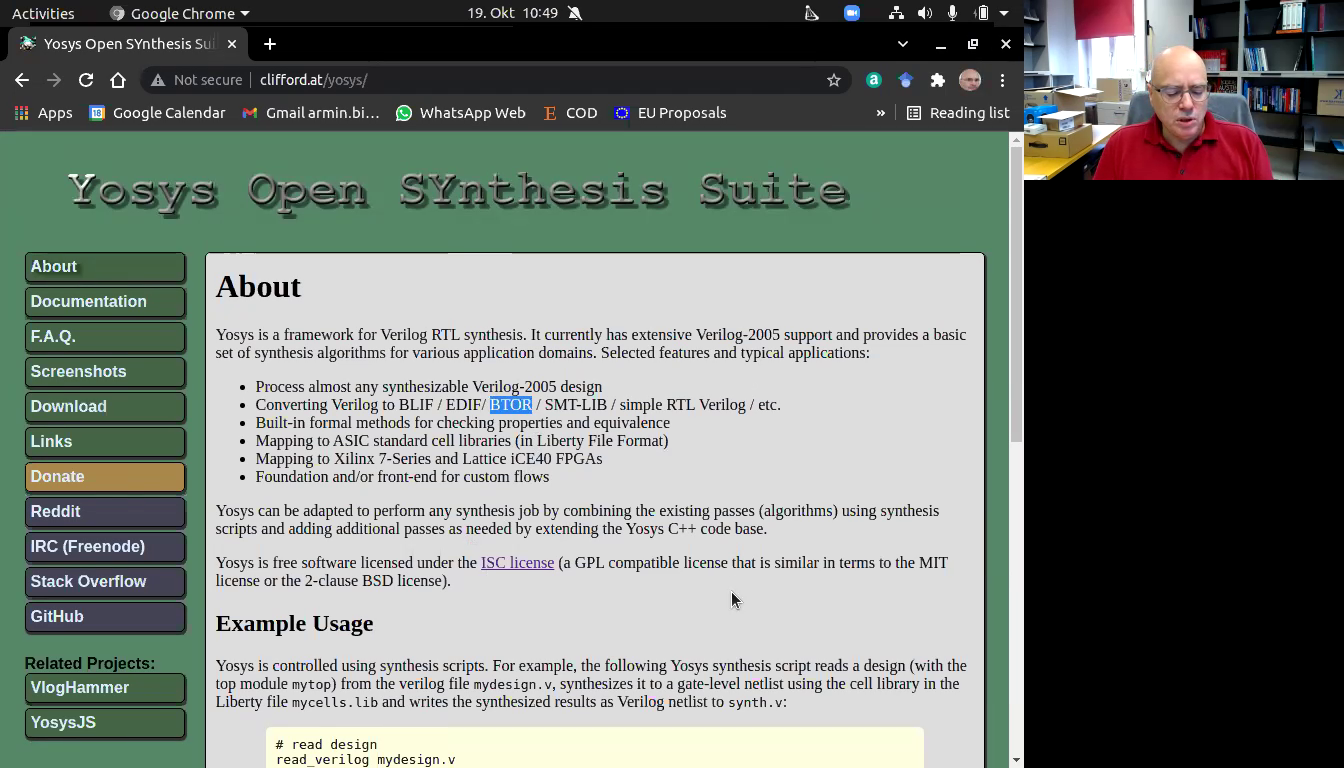 Activities
Google Chrome
19. Okt 10:49
Yosys Open SYnthesis Sui
Not secure
clifford.at/yosys/
Apps
Google Calendar
Gmail armin.bi...
WhatsApp Web
COD
EU Proposals
»
Reading list
Yosys Open SYnthesis Suite
About
Documentation
F.A.Q.
Screenshots
Download
Links
Donate
Reddit
IRC (Freenode)
Stack Overflow
GitHub
Related Projects:
VlogHammer
YosysJS
About
Yosys is a framework for Verilog RTL synthesis. It currently has extensive Verilog-2005 support and provides a basic
set of synthesis algorithms for various application domains. Selected features and typical applications:
• Process almost any synthesizable Verilog-2005 design
• Converting Verilog to BLIF / EDIF/ BTOR / SMT-LIB / simple RTL Verilog / etc.
• Built-in formal methods for checking properties and equivalence
• Mapping to ASIC standard cell libraries (in Liberty File Format)
• Mapping to Xilinx 7-Series and Lattice iCE40 FPGAs
• Foundation and/or front-end for custom flows
Yosys can be adapted to perform any synthesis job by combining the existing passes (algorithms) using synthesis
scripts and adding additional passes as needed by extending the Yosys C++ code base.
Yosys is free software licensed under the ISC license (a GPL compatible license that is similar in terms to the MIT
license or the 2-clause BSD license).
Example Usage
Yosys is controlled using synthesis scripts. For example, the following Yosys synthesis script reads a design (with the
top module mytop) from the verilog file mydesign.v, synthesizes it to a gate-level netlist using the cell library in the
Liberty file mycells.lib and writes the synthesized results as Verilog netlist to synth.v:
# read design
read_verilog mydesign.v